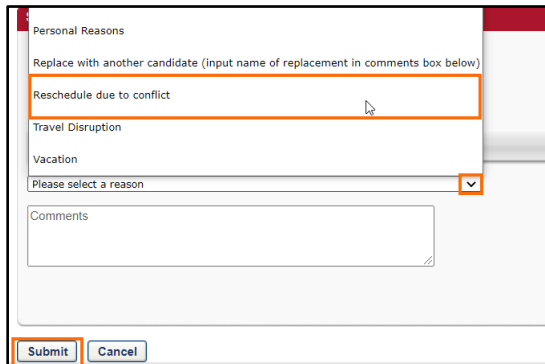 Personal Reasons
Replace with another candidate (input name of replacement in comments box below)
Reschedule due to conflict
Travel Disruption
Vacation
Please select a reason
Comments
Submit Cancel